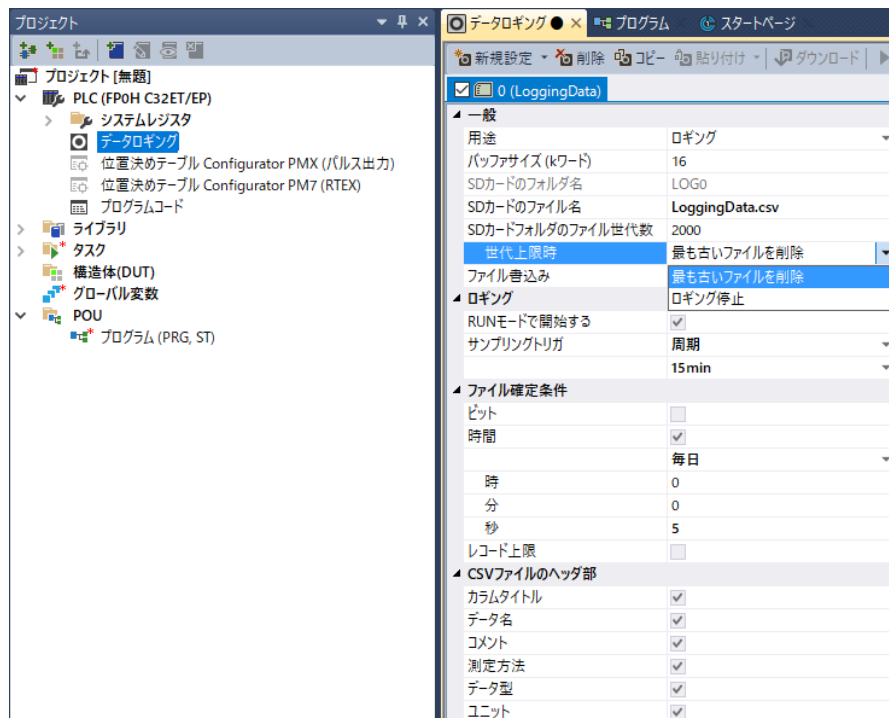 プロジェクト
プロジェクト [無題]
PLC (FP0H C32ET/EP)
システムレジスタ
データロギング
位置決めテーブル Configurator PMX (パルス出力)
位置決めテーブル Configurator PM7 (RTEX)
プログラムコード
ライブラリ
タスク
構造体(DUT)
グローバル変数
POU
プログラム (PRG, ST)
データロギング プログラム スタートページ
新規設定 削除 コピー 貼り付け ダウンロード
0 (LoggingData)
一般
用途 ロギング
バッファサイズ (kワード) 16
SDカードのフォルダ名 LOG0
SDカードのファイル名 LoggingData.csv
SDカードフォルダのファイル世代数 2000
世代上限時 最も古いファイルを削除
ファイル書込み 最も古いファイルを削除
ロギング ロギング停止
RUNモードで開始する
サンプリングトリガ 周期
15min
ファイル確定条件
ビット
時間
毎日
時 0
分 0
秒 5
レコード上限
CSVファイルのヘッダ部
カラムタイトル
データ名
コメント
測定方法
データ型
ユニット